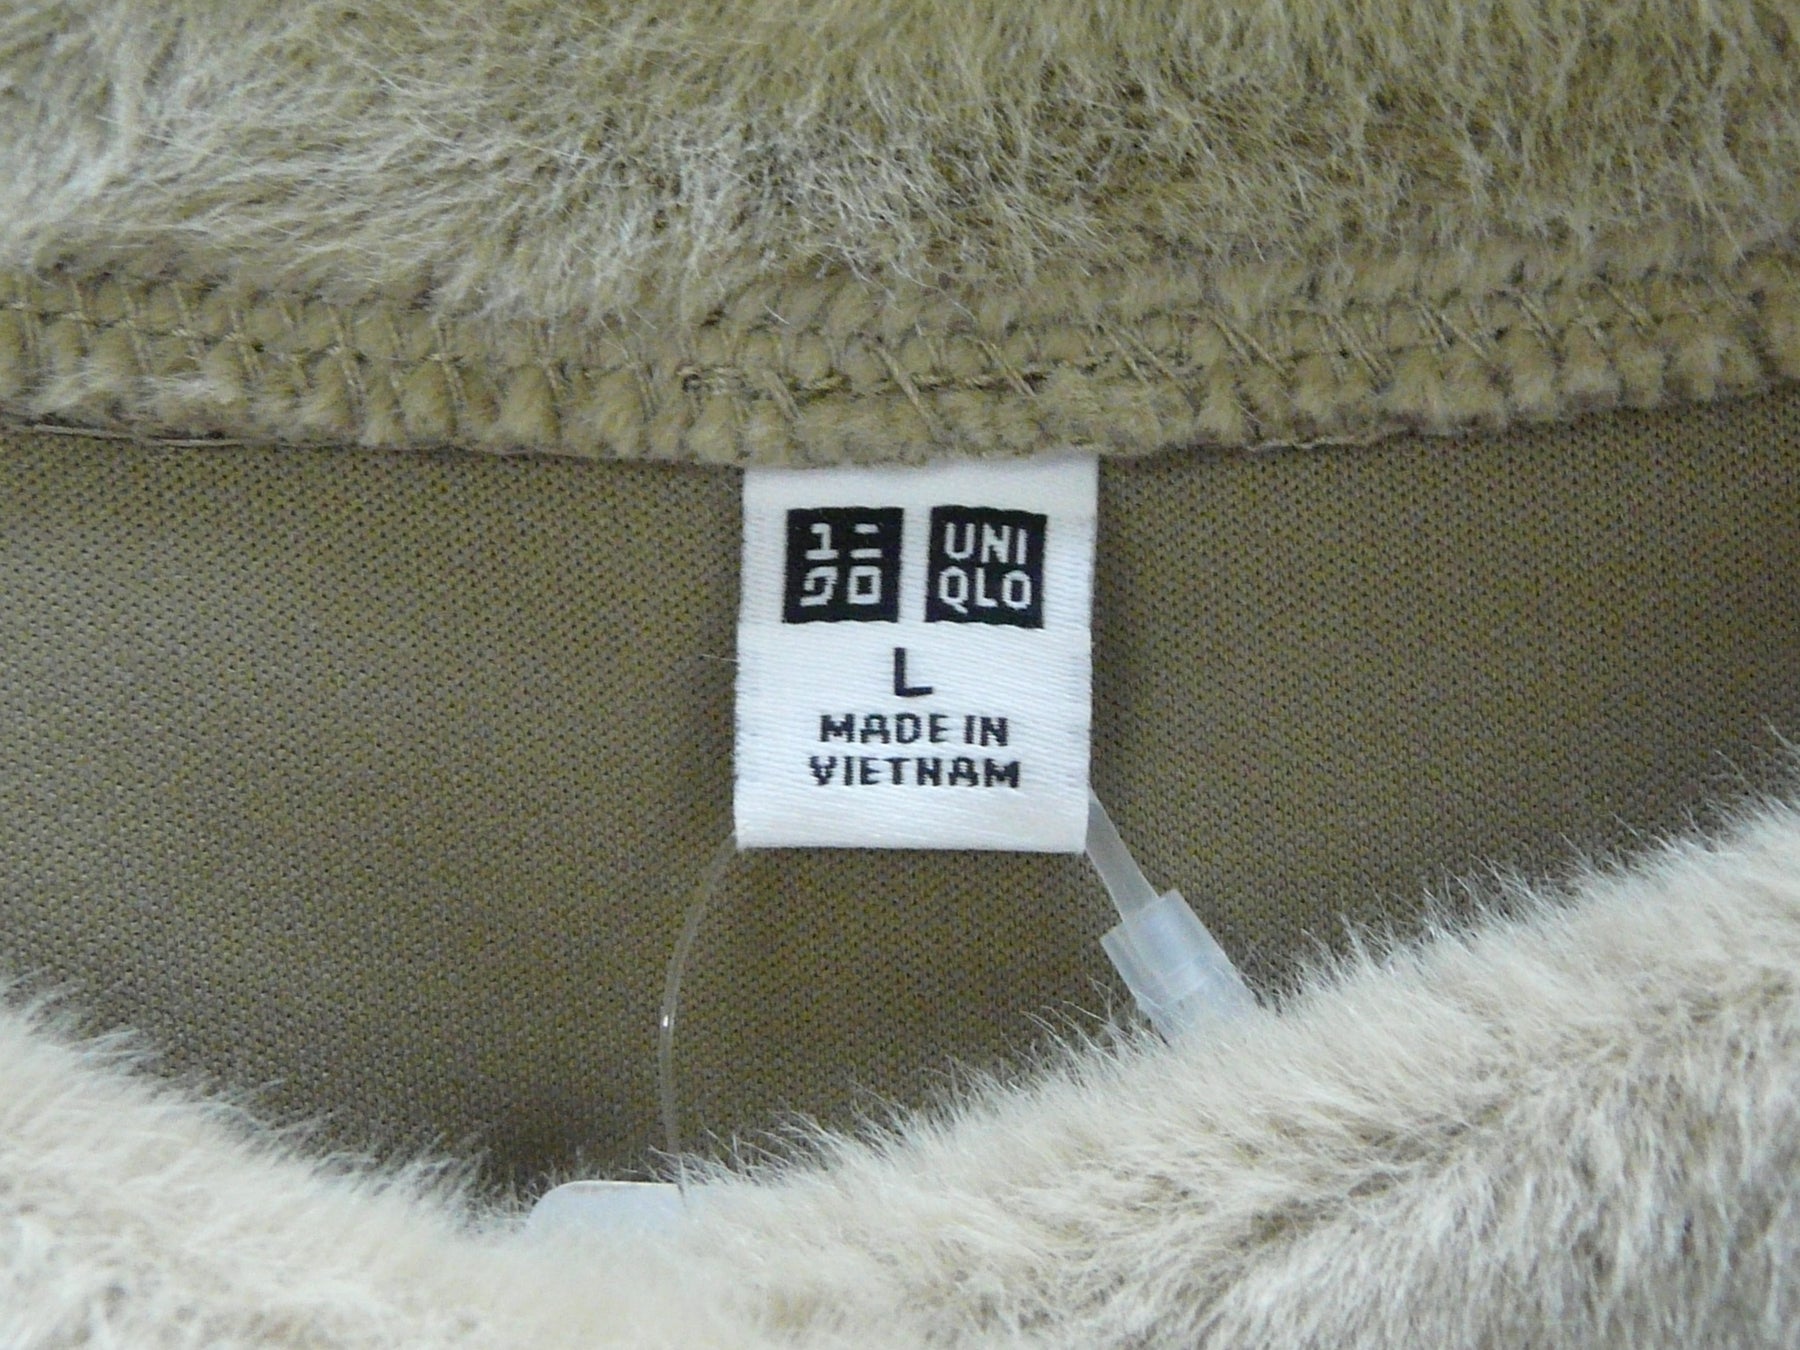 ユニ
クロ
UNI
QLO
L
MADE IN
VIETNAM